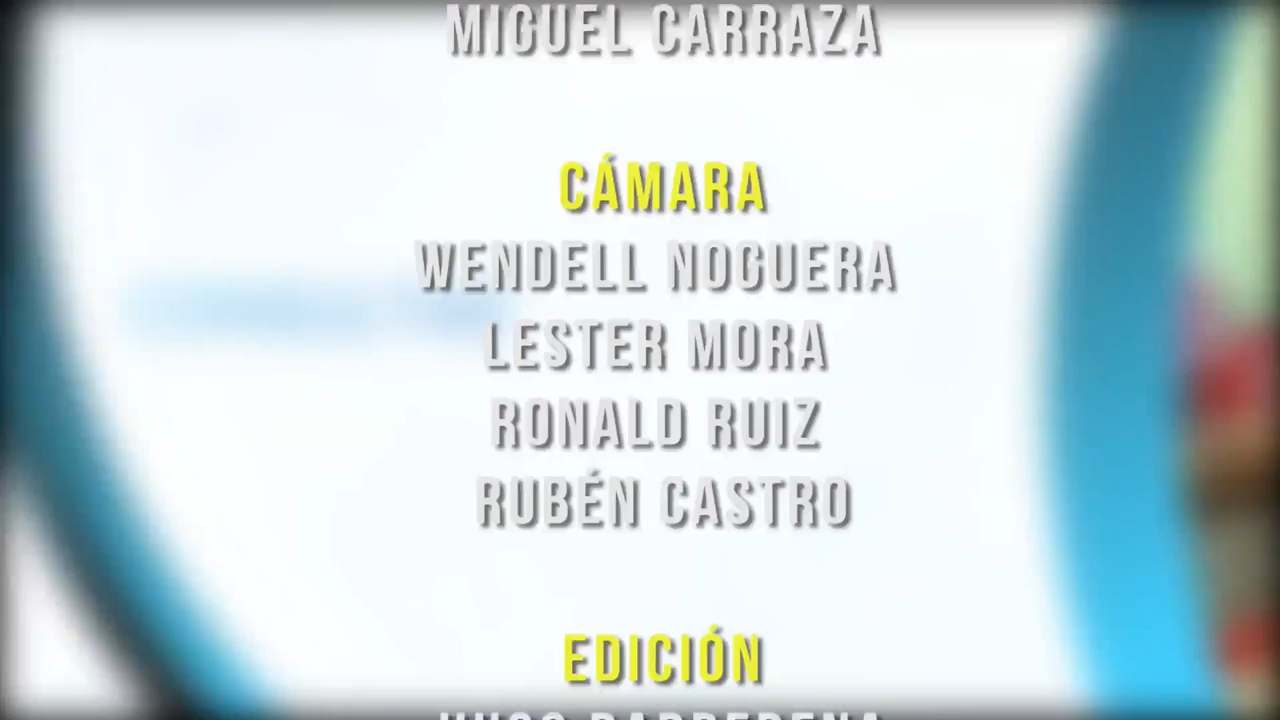 MIGUEL CARRAZA
CÁMARA
WENDELL NOGUERA
LESTER MORA
RONALD RUIZ
RUBÉN CASTRO
EDICIÓN